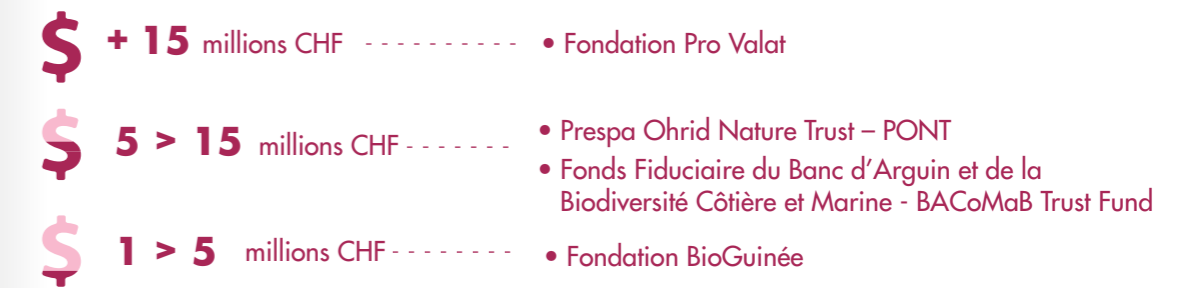 $ + 15 millions CHF - - - - - - - - - - • Fondation Pro Valat
$ 5 > 15 millions CHF - - - - - - - • Prespa Ohrid Nature Trust – PONT
• Fonds Fiduciaire du Banc d’Arguin et de la
Biodiversité Côtière et Marine - BACoMaB Trust Fund
$ 1 > 5 millions CHF - - - - - - - - • Fondation BioGuinée